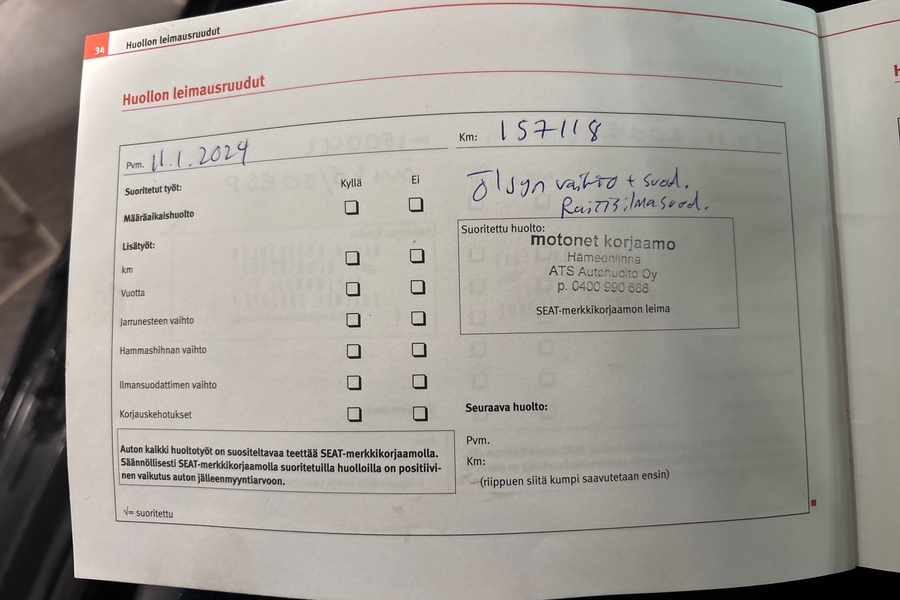 34
Huollon leimausruudut
Huollon leimausruudut
Pvm. 11.1.2024
Km: 157118
Suoritetut työt:
Kyllä
Ei
Öljyn vaihto + suod.
Raitisilmasuod.
Määräaikaishuolto
Lisätyöt:
km
Vuotta
Jarrunesteen vaihto
Hammashihnan vaihto
Ilmansuodattimen vaihto
Korjauskehotukset
Suoritettu huolto:
motonet korjaamo
Hämeenlinna
ATS Autohuolto Oy
p. 0400 990 688
SEAT-merkkikorjaamon leima
Seuraava huolto:
Pvm.
Km:
(riippuen siitä kumpi saavutetaan ensin)
Auton kaikki huoltotyöt on suositeltavaa teettää SEAT-merkkikorjaamolla.
Säännöllisesti SEAT-merkkikorjaamolla suoritetuilla huolloilla on positiivi-
nen vaikutus auton jälleenmyyntiarvoon.
√= suoritettu